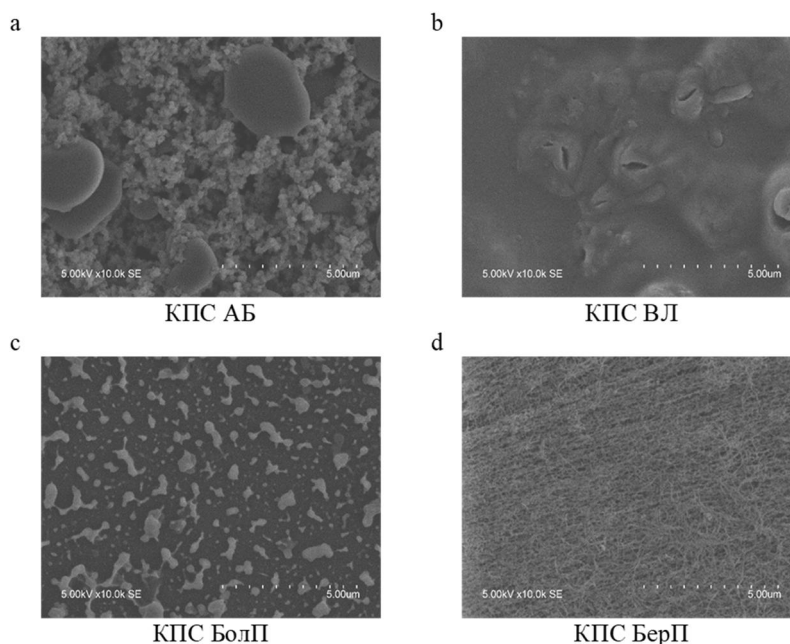 a
b
5.00kV x10.0k SE
5.00um
5.00kV x10.0k SE
5.00um
КПС АБ
КПС ВЛ
c
d
5.00kV x10.0k SE
5.00um
5.00kV x10.0k SE
5.00um
КПС БолП
КПС БерП